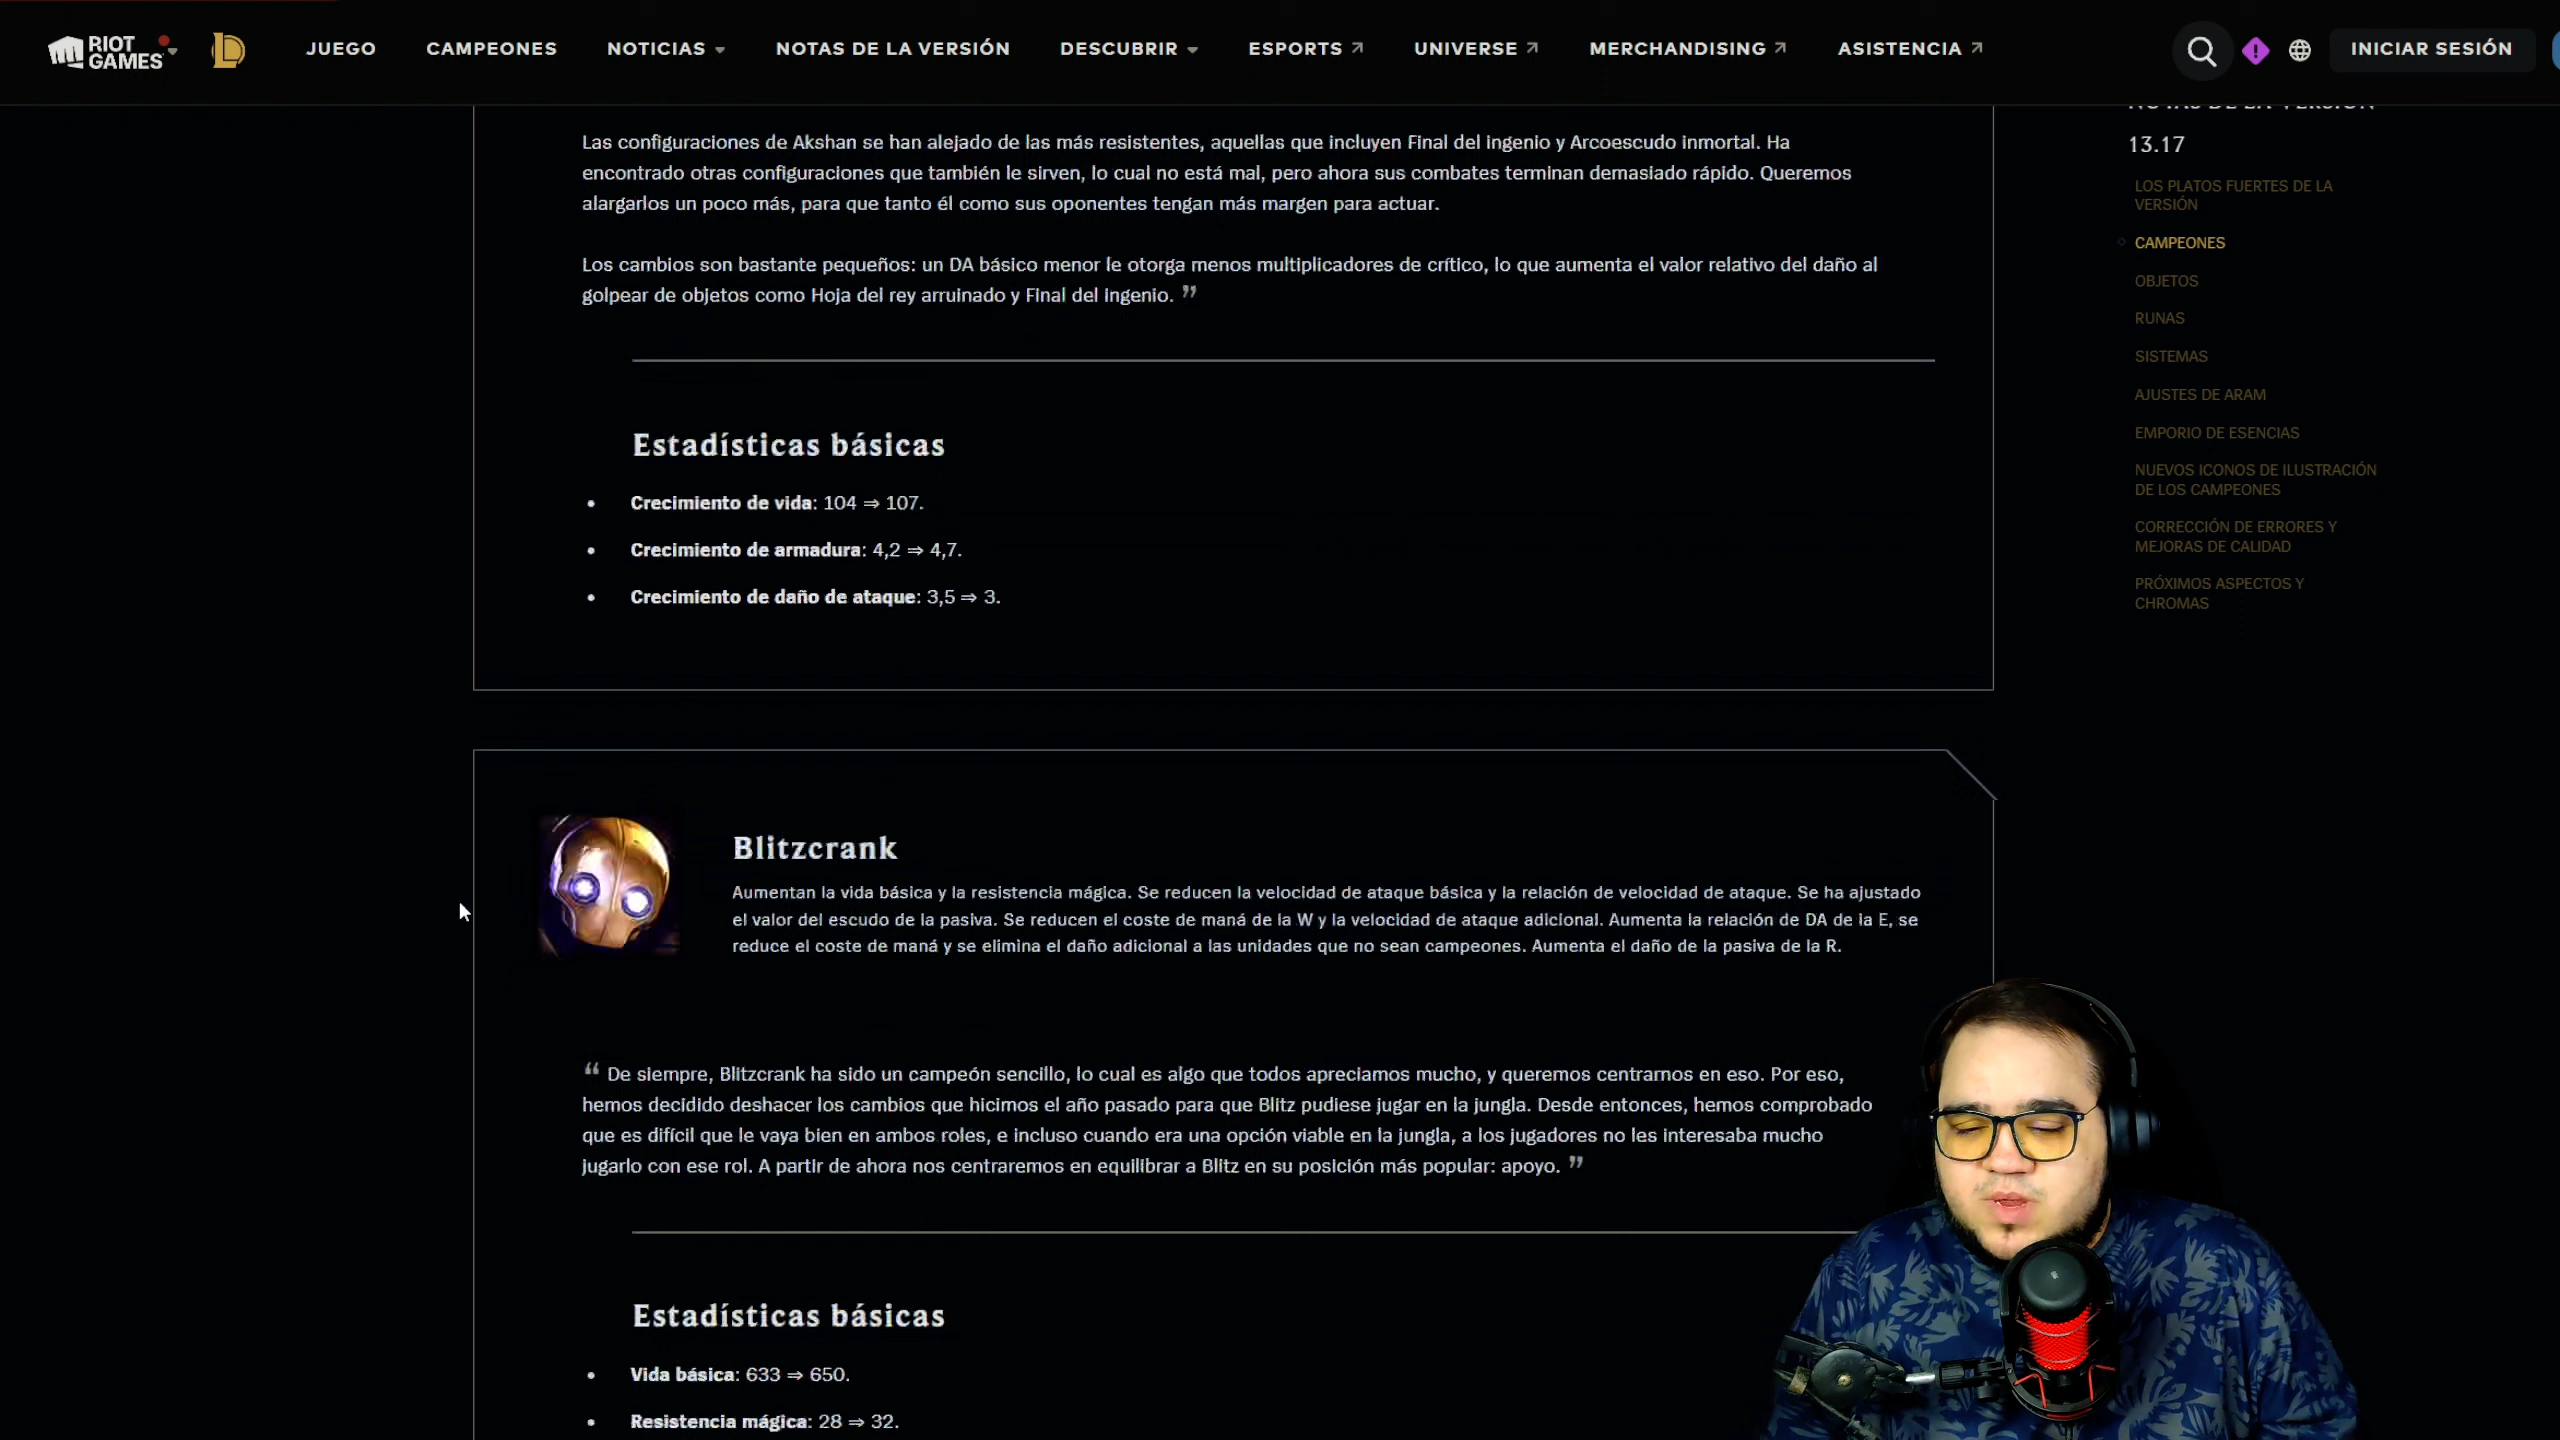 RIOT GAMES
JUEGO
CAMPEONES
NOTICIAS
NOTAS DE LA VERSIÓN
DESCUBRIR
ESPORTS
UNIVERSE
MERCHANDISING
ASISTENCIA
INICIAR SESIÓN
Las configuraciones de Akshan se han alejado de las más resistentes, aquellas que incluyen Final del ingenio y Arcoescudo inmortal. Ha
encontrado otras configuraciones que también le sirven, lo cual no está mal, pero ahora sus combates terminan demasiado rápido. Queremos
alargarlos un poco más, para que tanto él como sus oponentes tengan más margen para actuar.
Los cambios son bastante pequeños: un DA básico menor le otorga menos multiplicadores de crítico, lo que aumenta el valor relativo del daño al
golpear de objetos como Hoja del rey arruinado y Final del ingenio. ”
Estadísticas básicas
• Crecimiento de vida: 104 ⇒ 107.
• Crecimiento de armadura: 4,2 ⇒ 4,7.
• Crecimiento de daño de ataque: 3,5 ⇒ 3.
Blitzcrank
Aumentan la vida básica y la resistencia mágica. Se reducen la velocidad de ataque básica y la relación de velocidad de ataque. Se ha ajustado
el valor del escudo de la pasiva. Se reducen el coste de maná de la W y la velocidad de ataque adicional. Aumenta la relación de DA de la E, se
reduce el coste de maná y se elimina el daño adicional a las unidades que no sean campeones. Aumenta el daño de la pasiva de la R.
“ De siempre, Blitzcrank ha sido un campeón sencillo, lo cual es algo que todos apreciamos mucho, y queremos centrarnos en eso. Por eso,
hemos decidido deshacer los cambios que hicimos el año pasado para que Blitz pudiese jugar en la jungla. Desde entonces, hemos comprobado
que es difícil que le vaya bien en ambos roles, e incluso cuando era una opción viable en la jungla, a los jugadores no les interesaba mucho
jugarlo con ese rol. A partir de ahora nos centraremos en equilibrar a Blitz en su posición más popular: apoyo. ”
Estadísticas básicas
• Vida básica: 633 ⇒ 650.
• Resistencia mágica: 28 ⇒ 32.
NOTAS DE LA VERSIÓN
13.17
LOS PLATOS FUERTES DE LA
VERSIÓN
CAMPEONES
OBJETOS
RUNAS
SISTEMAS
AJUSTES DE ARAM
EMPORIO DE ESENCIAS
NUEVOS ICONOS DE ILUSTRACIÓN
DE LOS CAMPEONES
CORRECCIÓN DE ERRORES Y
MEJORAS DE CALIDAD
PRÓXIMOS ASPECTOS Y
CHROMAS